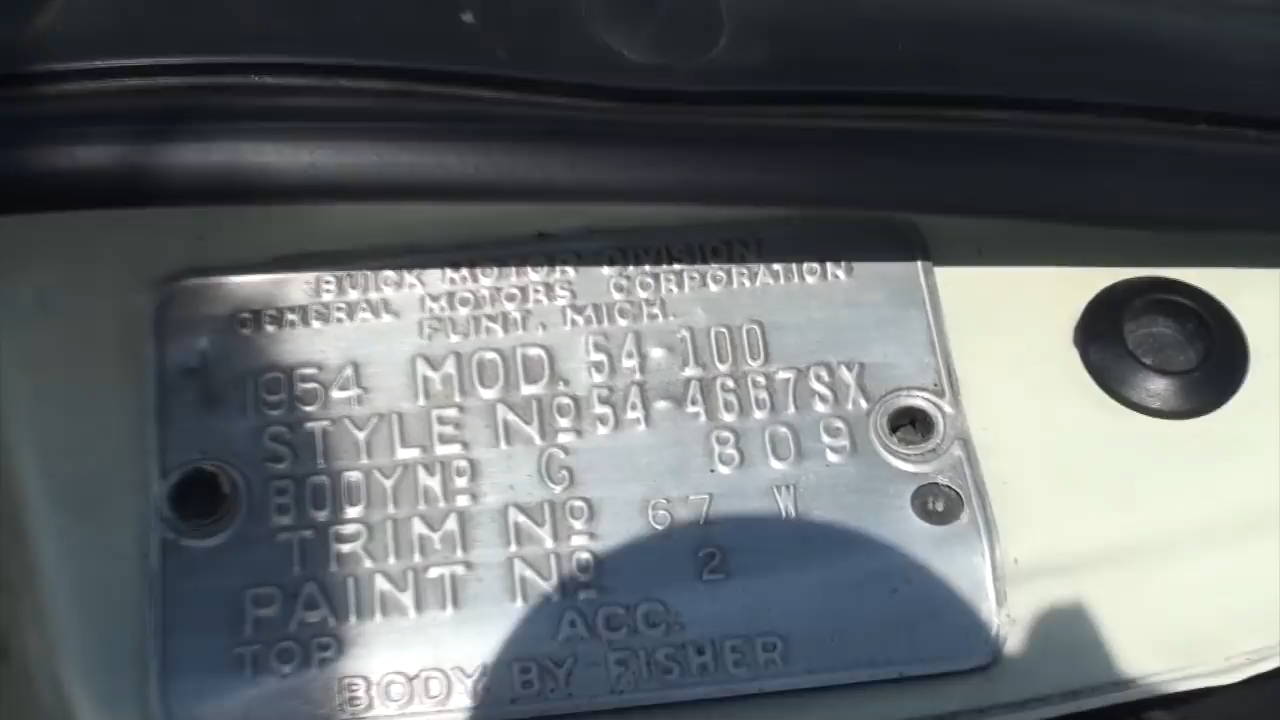 BUICK MOTOR DIVISION
GENERAL MOTORS CORPORATION
FLINT, MICH.
1954 MOD. 54-100
STYLE Nº 54-4667SX
BODY Nº G 809
TRIM Nº 67 W
PAINT Nº 2
TOP ACC.
BODY BY FISHER